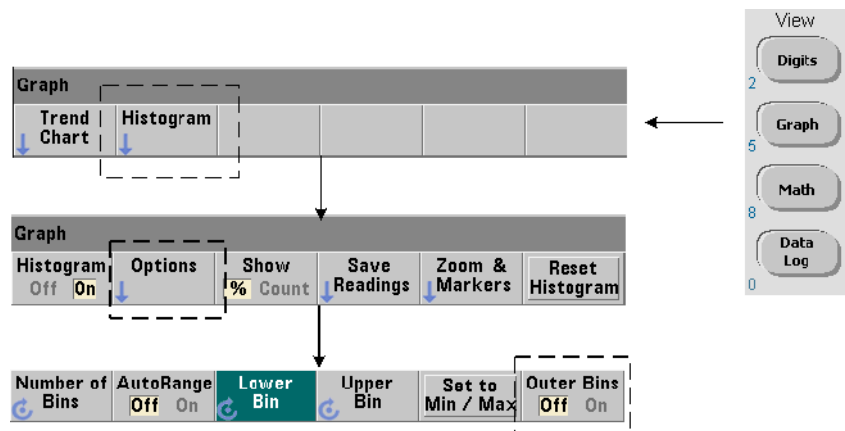 View
Digits
2
Graph
5
Math
8
Data
Log
0
Graph
Trend Histogram
Chart
Graph
Histogram Options Show Save Zoom & Reset
Off On % Count Readings Markers Histogram
Number of AutoRange Lower Upper Set to Outer Bins
Bins Off On Bin Bin Min / Max Off On